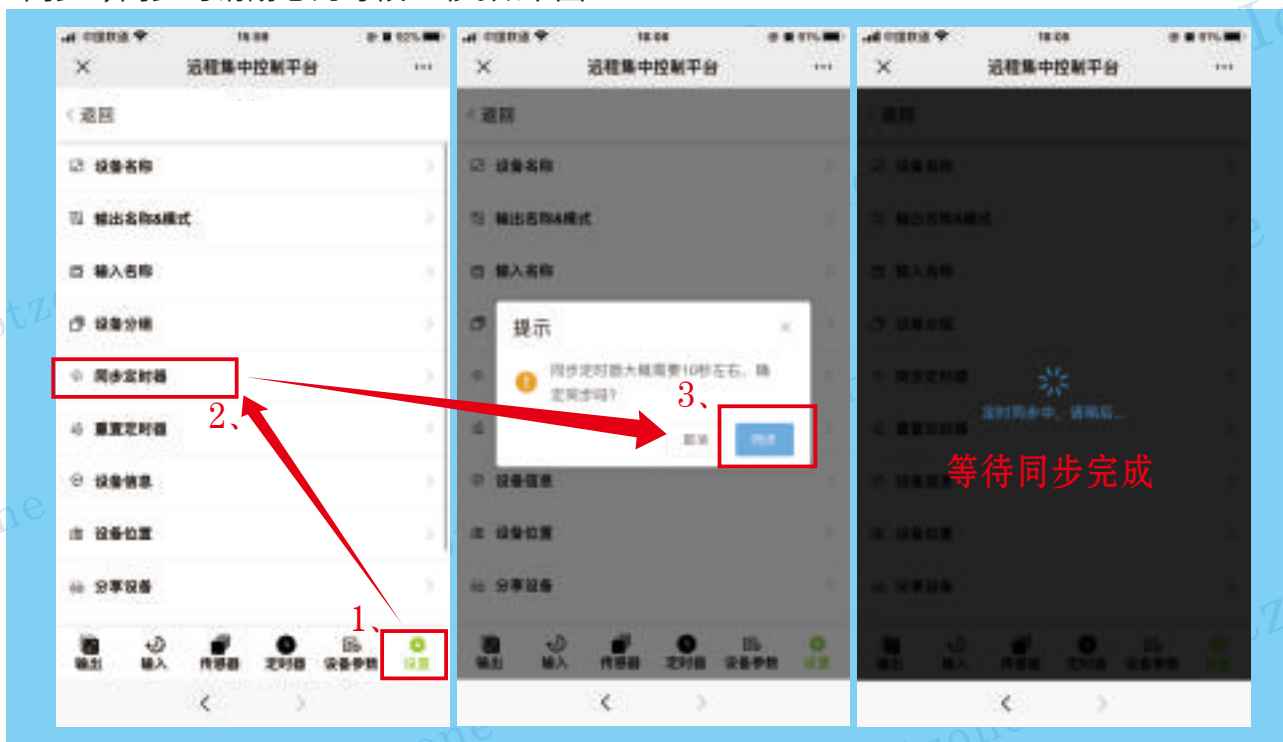 远程集中控制平台
返回
设备名称
输出名称&模式
输入名称
设备分组
同步定时器
2、
重置定时器
设备信息
设备位置
分享设备
1、
输出 输入 传感器 定时器 设备参数 设置
远程集中控制平台
返回
设备名称
输出名称&模式
输入名称
提示
同步定时器大概需要10秒左右，确
定同步吗?
3、
取消 同步
设备信息
设备位置
分享设备
输出 输入 传感器 定时器 设备参数 设置
远程集中控制平台
返回
设备名称
输出名称&模式
输入名称
设备分组
同步定时器
定时同步中，请稍后...
重置定时器
等待同步完成
设备位置
分享设备
输出 输入 传感器 定时器 设备参数 设置